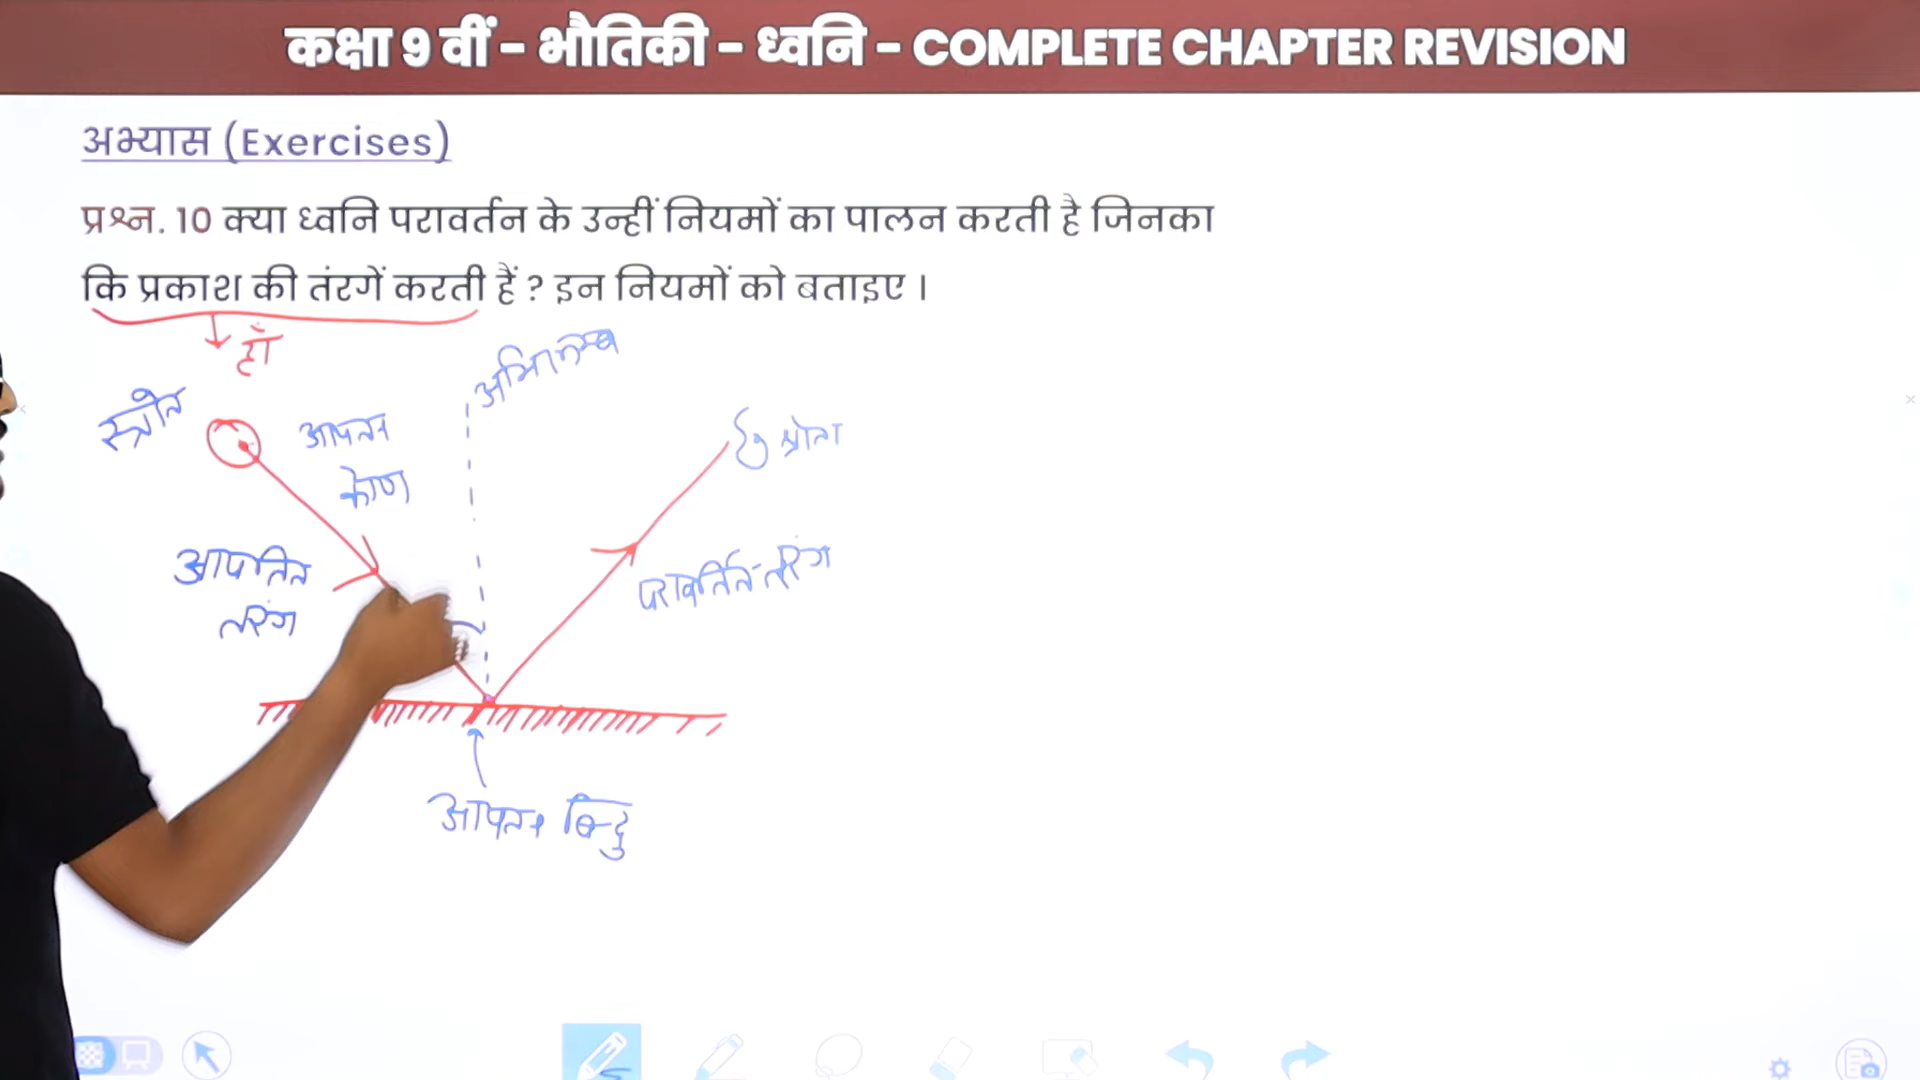 कक्षा 9 वीं – भौतिकी – ध्वनि – COMPLETE CHAPTER REVISION
अभ्यास (Exercises)
प्रश्न. 10 क्या ध्वनि परावर्तन के उन्हीं नियमों का पालन करती है जिनका
कि प्रकाश की तंरगें करती हैं ? इन नियमों को बताइए ।
हाँ
अभिलम्ब
स्त्रोत
आपतन
कोण
श्रोता
आपतित
तरंग
परावर्तित तरंग
आपतन बिन्दु